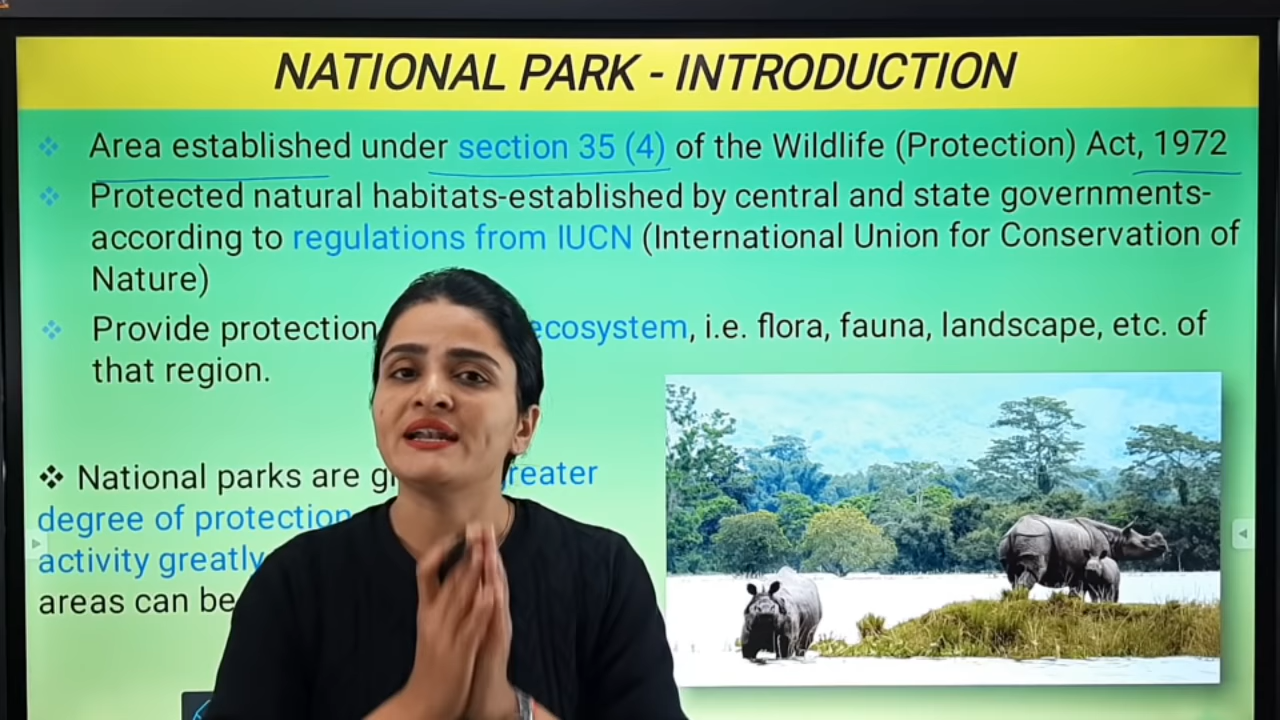 NATIONAL PARK - INTRODUCTION
Area established under section 35 (4) of the Wildlife (Protection) Act, 1972
Protected natural habitats-established by central and state governments-
according to regulations from IUCN (International Union for Conservation of
Nature)
Provide protection ecosystem, i.e. flora, fauna, landscape, etc. of
that region.
National parks are
degree of protection
activity greatly
areas can be